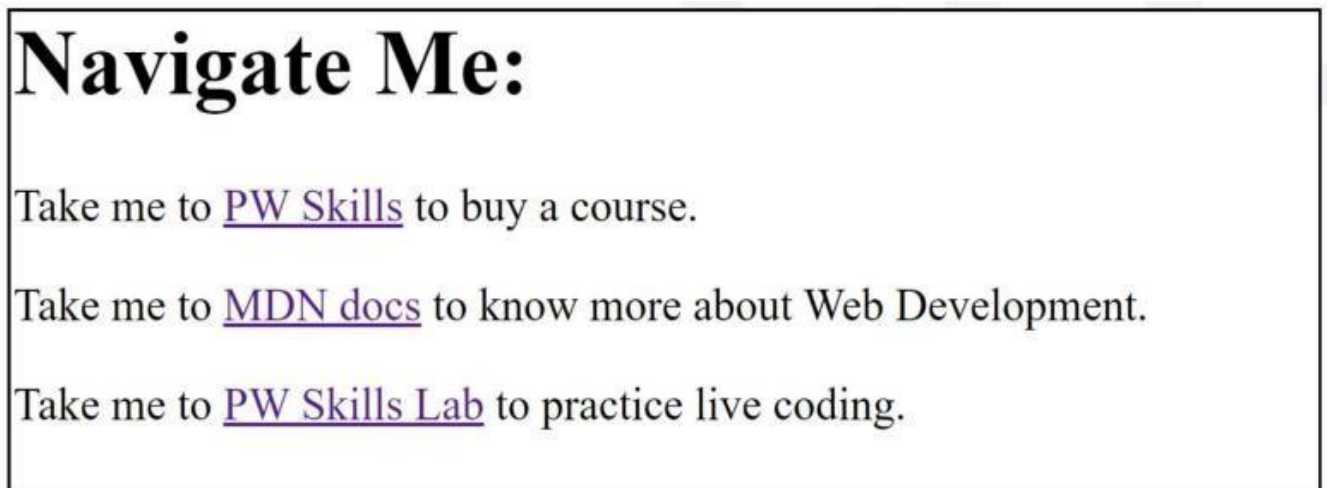 Navigate Me:
Take me to PW Skills to buy a course.
Take me to MDN docs to know more about Web Development.
Take me to PW Skills Lab to practice live coding.